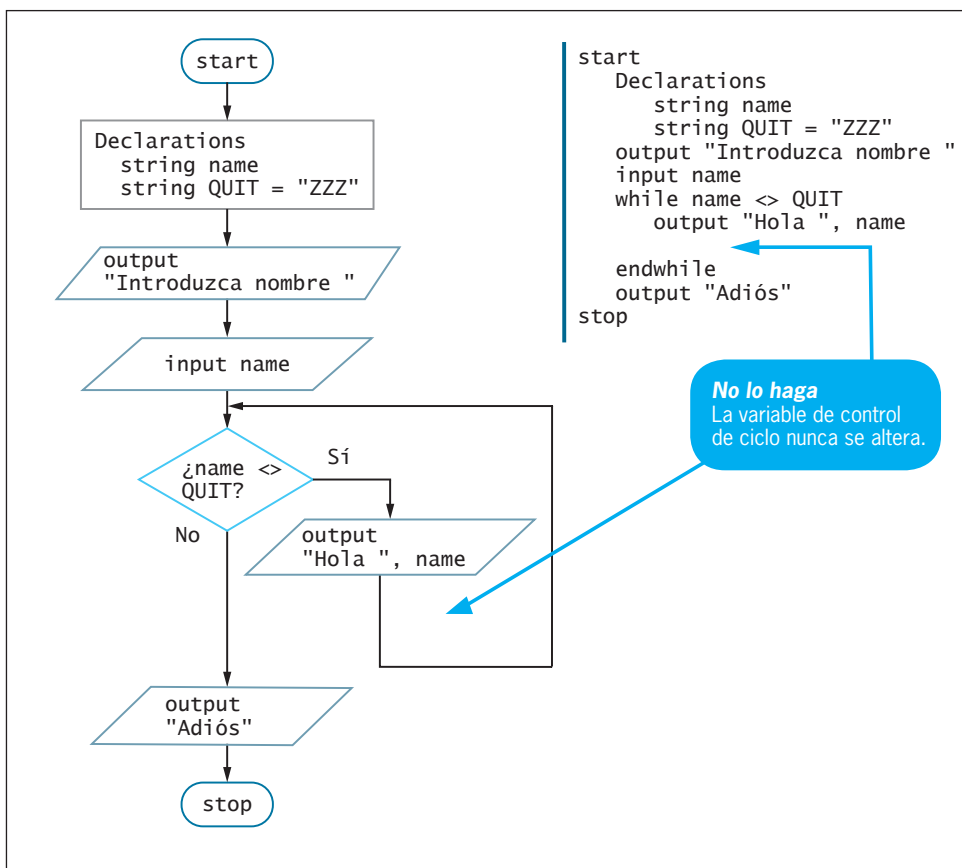 start
Declarations
string name
string QUIT = "ZZZ"
output
"Introduzca nombre "
input name
¿name <>
QUIT?
Sí
No
output
"Hola ", name
output
"Adiós"
stop
start
Declarations
string name
string QUIT = "ZZZ"
output "Introduzca nombre "
input name
while name <> QUIT
output "Hola ", name
endwhile
output "Adiós"
stop
No lo haga
La variable de control
de ciclo nunca se altera.